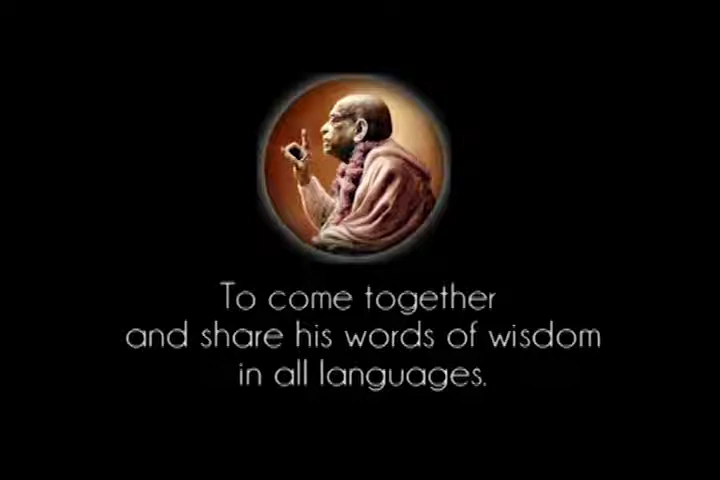 To come together
and share his words of wisdom
in all languages.